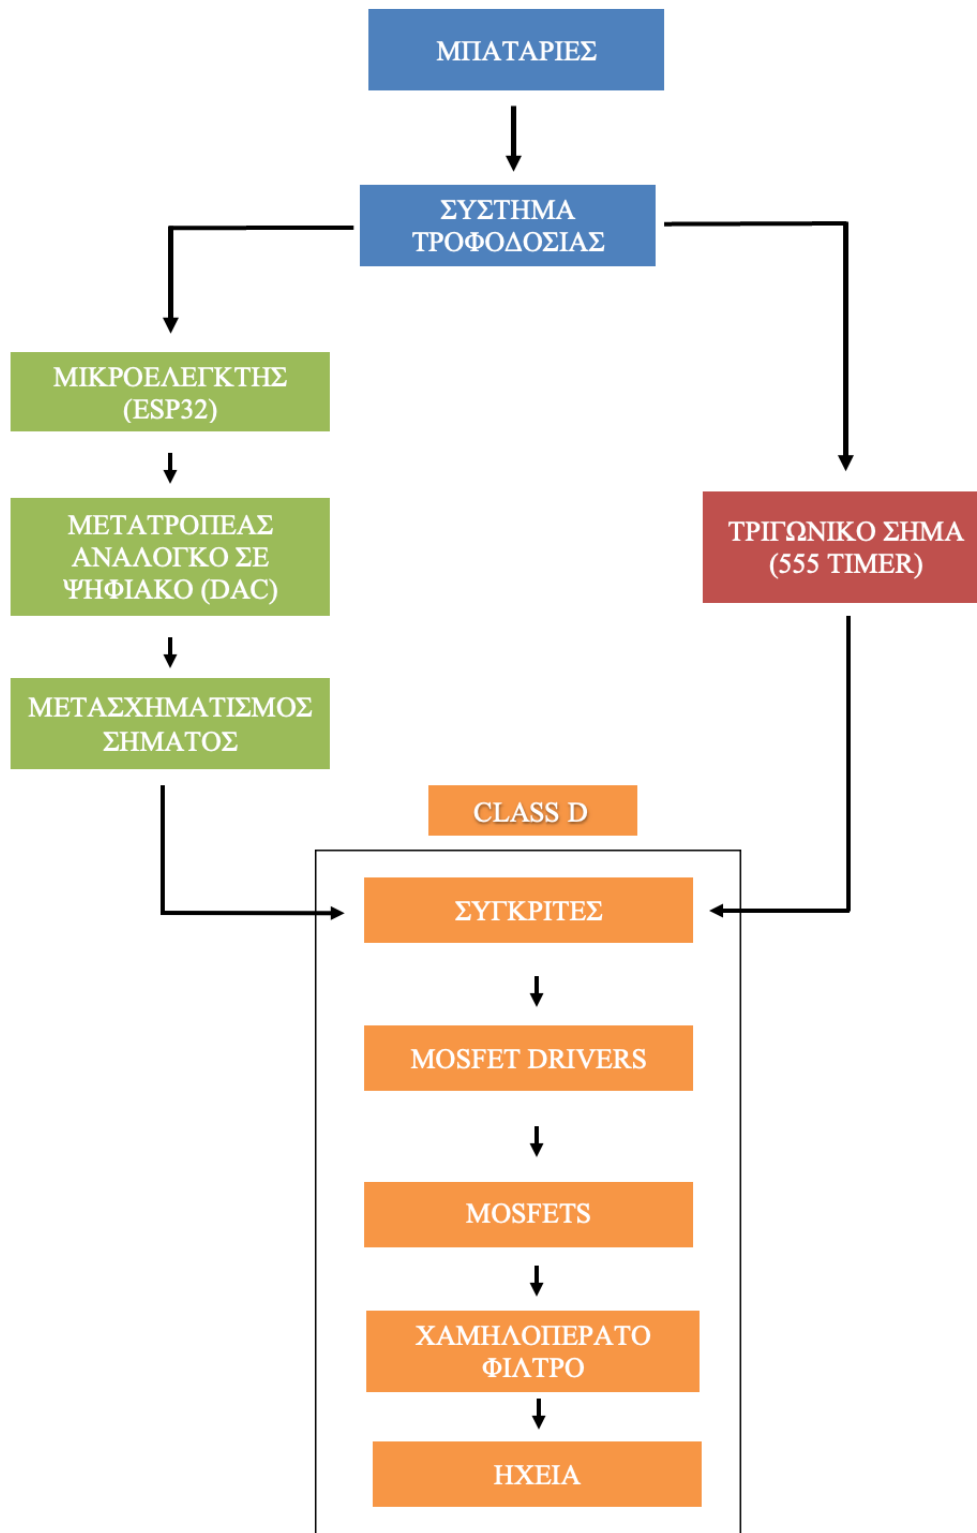 ΜΠΑΤΑΡΙΕΣ
ΣΥΣΤΗΜΑ
ΤΡΟΦΟΔΟΣΙΑΣ
ΜΙΚΡΟΕΛΕΓΚΤΗΣ
(ESP32)
ΜΕΤΑΤΡΟΠΕΑΣ
ΑΝΑΛΟΓΚΟ ΣΕ
ΨΗΦΙΑΚΟ (DAC)
ΤΡΙΓΩΝΙΚΟ ΣΗΜΑ
(555 TIMER)
ΜΕΤΑΣΧΗΜΑΤΙΣΜΟΣ
ΣΗΜΑΤΟΣ
CLASS D
ΣΥΓΚΡΙΤΕΣ
MOSFET DRIVERS
MOSFETS
ΧΑΜΗΛΟΠΕΡΑΤΟ
ΦΙΛΤΡΟ
ΗΧΕΙΑ